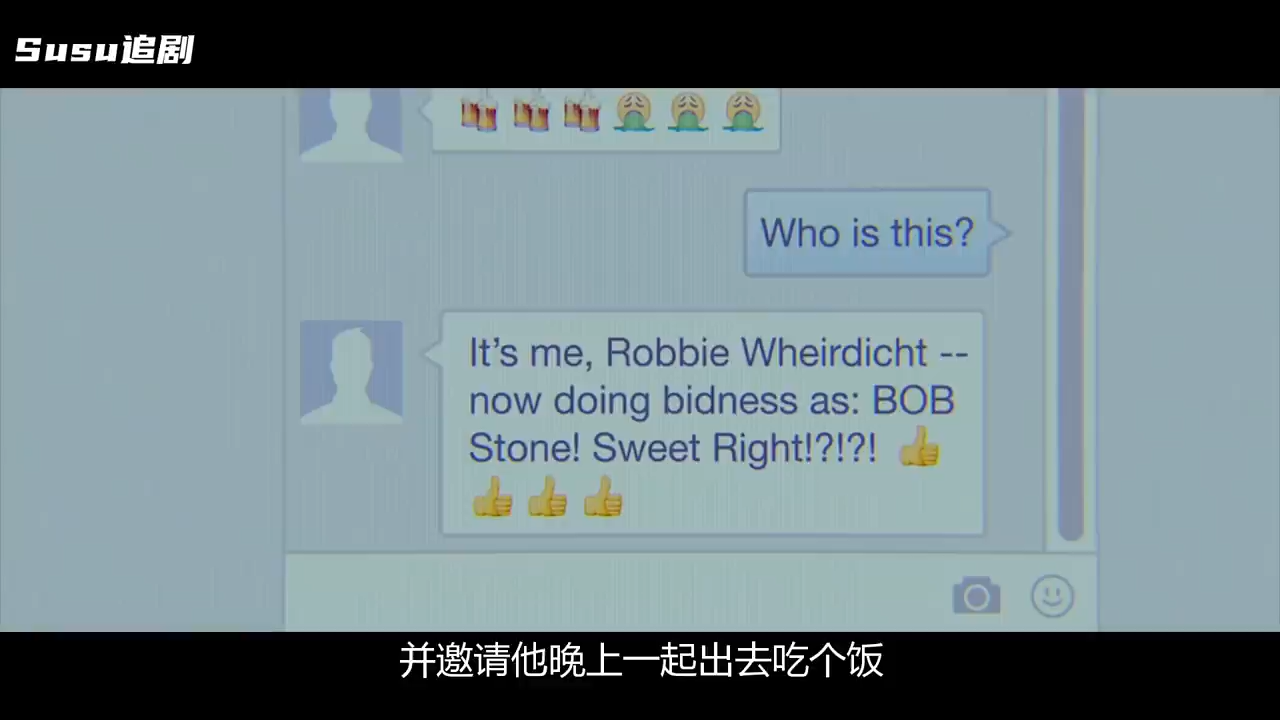 Susu追剧
Who is this?
It's me, Robbie Wheirdicht --
now doing bidness as: BOB
Stone! Sweet Right!?!?! 👍
👍 👍 👍
并邀请他晚上一起出去吃个饭